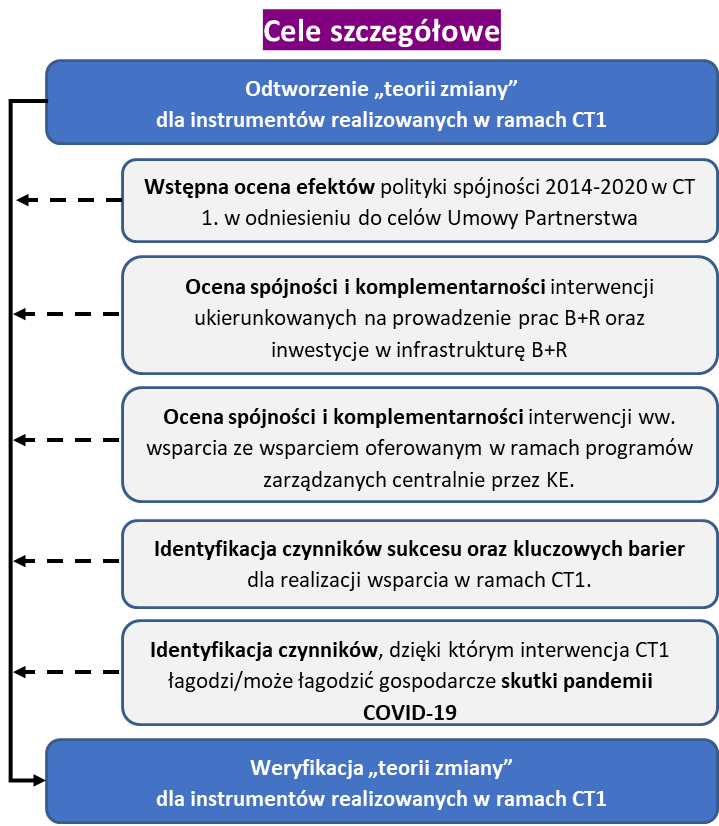 Cele szczegółowe
Odtworzenie „teorii zmiany”
dla instrumentów realizowanych w ramach CT1
Wstępna ocena efektów polityki spójności 2014-2020 w CT
1. w odniesieniu do celów Umowy Partnerstwa
Ocena spójności i komplementarności interwencji
ukierunkowanych na prowadzenie prac B+R oraz
inwestycje w infrastrukturę B+R
Ocena spójności i komplementarności interwencji ww.
wsparcia ze wsparciem oferowanym w ramach programów
zarządzanych centralnie przez KE.
Identyfikacja czynników sukcesu oraz kluczowych barier
dla realizacji wsparcia w ramach CT1.
Identyfikacja czynników, dzięki którym interwencja CT1
łagodzi/może łagodzić gospodarcze skutki pandemii
COVID-19
Weryfikacja „teorii zmiany”
dla instrumentów realizowanych w ramach CT1